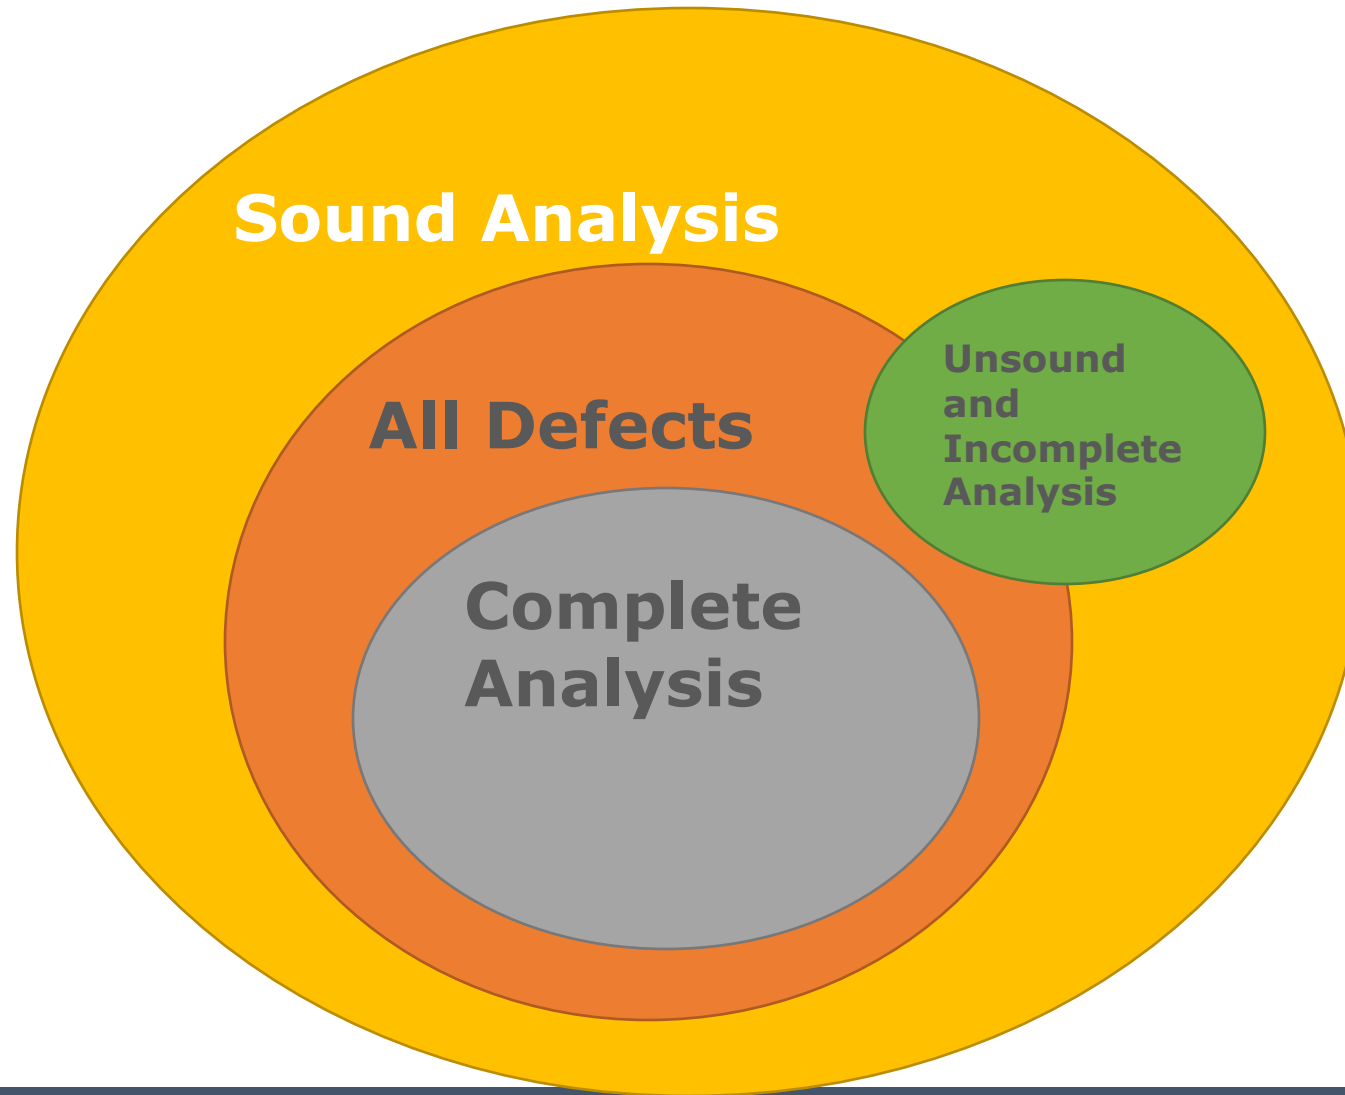 Sound Analysis
All Defects
Unsound
and
Incomplete
Analysis
Complete
Analysis